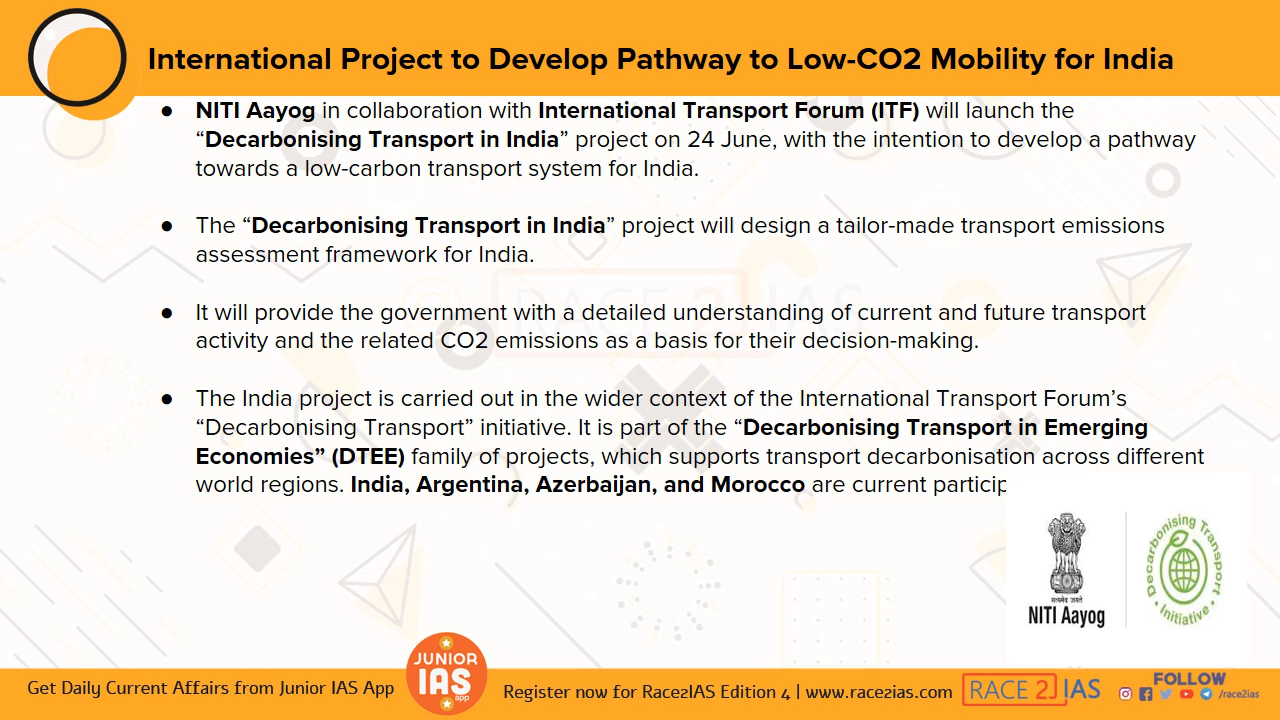 International Project to Develop Pathway to Low-CO2 Mobility for India
● NITI Aayog in collaboration with International Transport Forum (ITF) will launch the
“Decarbonising Transport in India” project on 24 June, with the intention to develop a pathway
towards a low-carbon transport system for India.
● The “Decarbonising Transport in India” project will design a tailor-made transport emissions
assessment framework for India.
● It will provide the government with a detailed understanding of current and future transport
activity and the related CO2 emissions as a basis for their decision-making.
● The India project is carried out in the wider context of the International Transport Forum’s
“Decarbonising Transport” initiative. It is part of the “Decarbonising Transport in Emerging
Economies” (DTEE) family of projects, which supports transport decarbonisation across different
world regions. India, Argentina, Azerbaijan, and Morocco are current particip
RACE 2 IAS
सत्यमेव जयते
NITI Aayog
Decarbonising Transport
Initiative
Get Daily Current Affairs from Junior IAS App
JUNIOR
IAS
app
Register now for Race2IAS Edition 4 | www.race2ias.com
RACE 2 IAS
FOLLOW
/race2ias